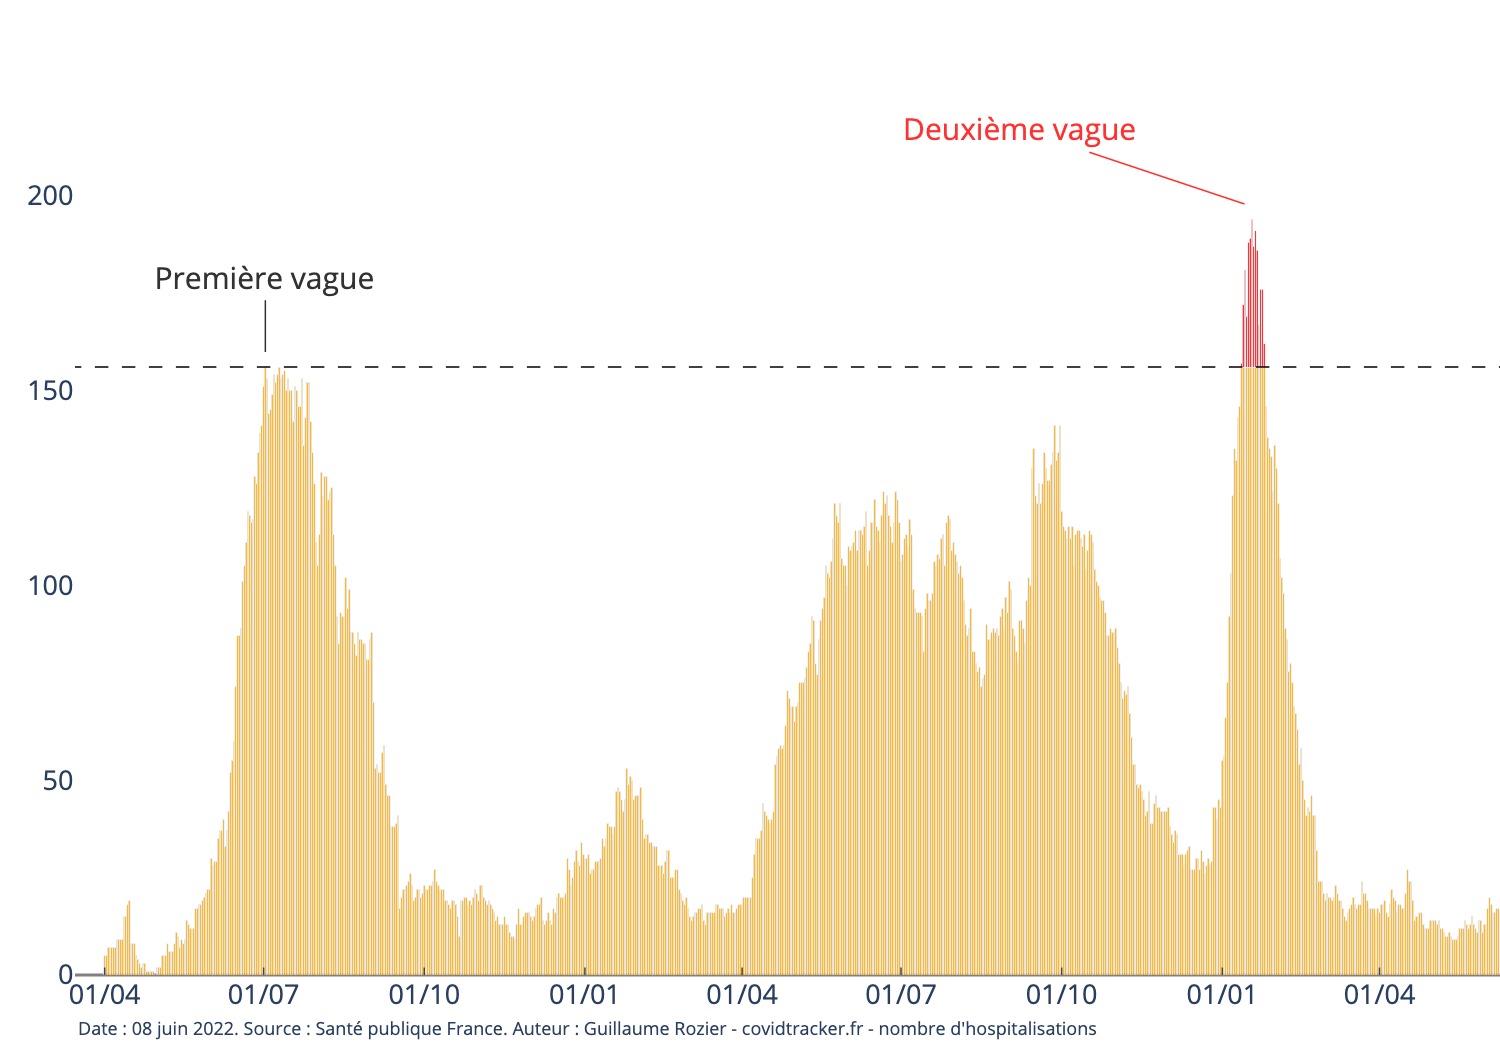 Deuxième vague
200
Première vague
150
100
50
0
01/04 01/07 01/10 01/01 01/04 01/07 01/10 01/01 01/04
Date : 08 juin 2022. Source : Santé publique France. Auteur : Guillaume Rozier - covidtracker.fr - nombre d'hospitalisations